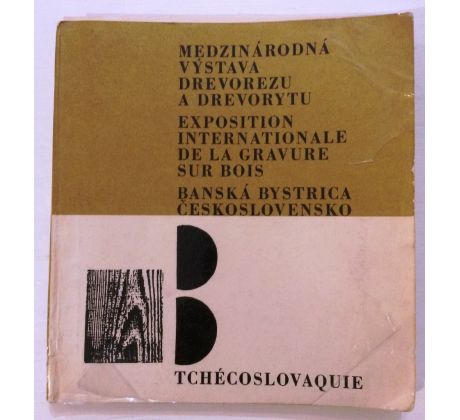 MEDZINÁRODNÁ
VÝSTAVA
DREVOREZU
A DREVORYTU
EXPOSITION
INTERNATIONALE
DE LA GRAVURE
SUR BOIS
BANSKÁ BYSTRICA
ČESKOSLOVENSKO
TCHÉCOSLOVAQUIE